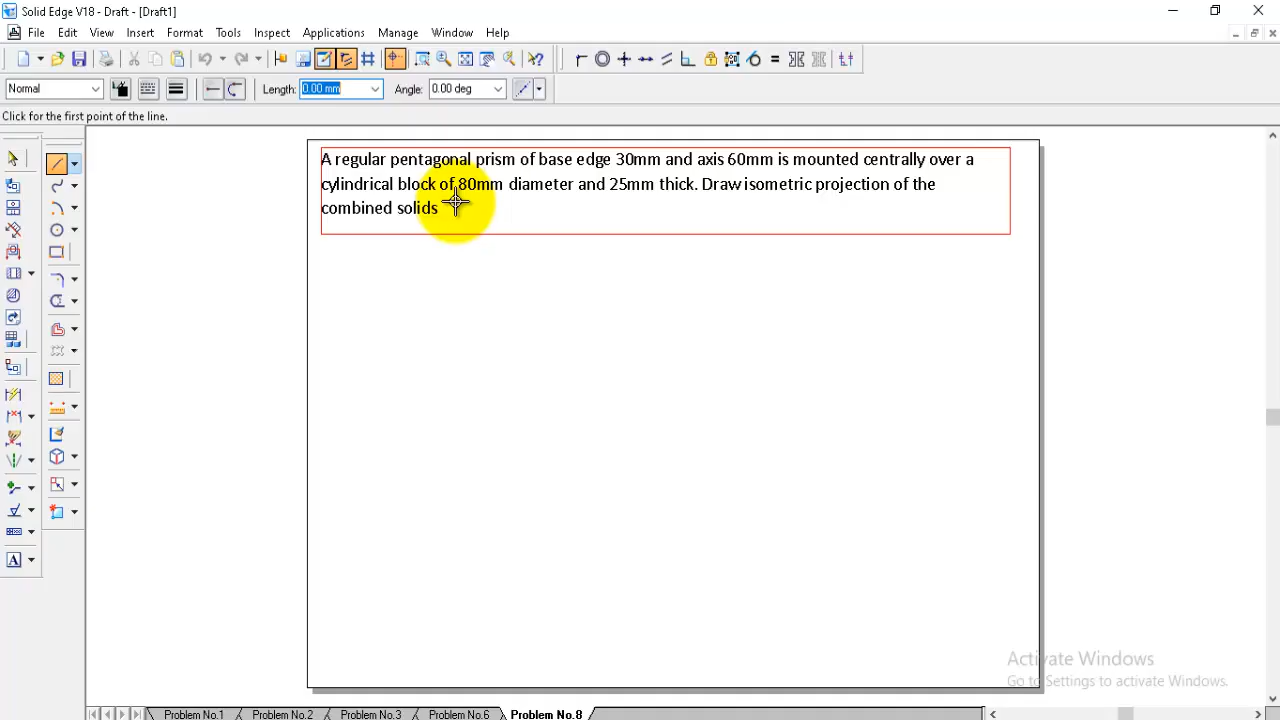 Solid Edge V18 - Draft - [Draft1]
File Edit View Insert Format Tools Inspect Applications Manage Window Help
Normal Length: 0.00 mm Angle: 0.00 deg
Click for the first point of the line.
A regular pentagonal prism of base edge 30mm and axis 60mm is mounted centrally over a
cylindrical block of 80mm diameter and 25mm thick. Draw isometric projection of the
combined solids
Activate Windows
Go to Settings to activate Windows.
Problem No.1 Problem No.2 Problem No.3 Problem No.6 Problem No.8